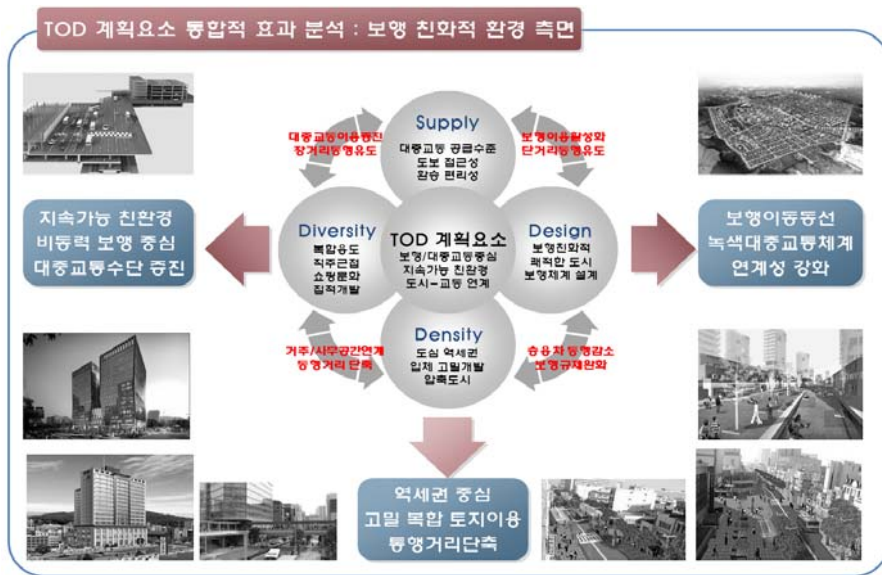 TOD 계획요소 통합적 효과 분석 : 보행 친화적 환경 측면
Supply
대중교통 공급수준
도보 접근성
환승 편리성
대중교통이용증진
장거리통행유도
보행이용활성화
단거리통행유도
지속가능 친환경
비동력 보행 중심
대중교통수단 증진
Diversity
복합용도
직주근접
쇼핑문화
집적개발
TOD 계획요소
보행/대중교통중심
지속가능 친환경
도시-교통 연계
Design
보행친화적
쾌적한 도시
보행체계 설계
보행이동동선
녹색대중교통체계
연계성 강화
거주/사무공간연계
통행거리 단축
Density
도심 역세권
입체 고밀개발
압축도시
승용차 통행감소
보행규제완화
역세권 중심
고밀 복합 토지이용
통행거리단축